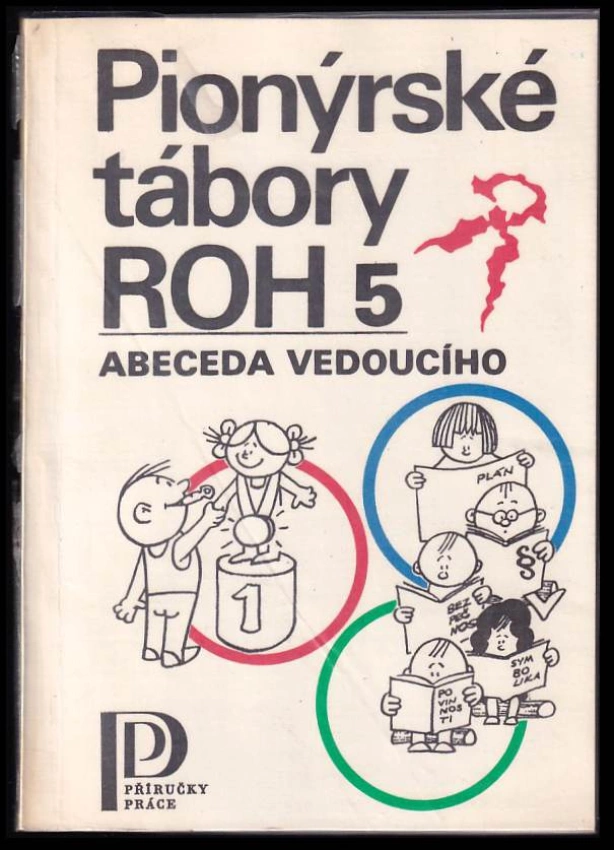 Pionýrské
tábory
ROH 5
ABECEDA VEDOUCÍHO
PLÁN
§
1
BEZ
PEČ
NOS
SYM
BO
LIKA
PO
VIN
NOS
TI
PŘÍRUČKY
PRÁCE